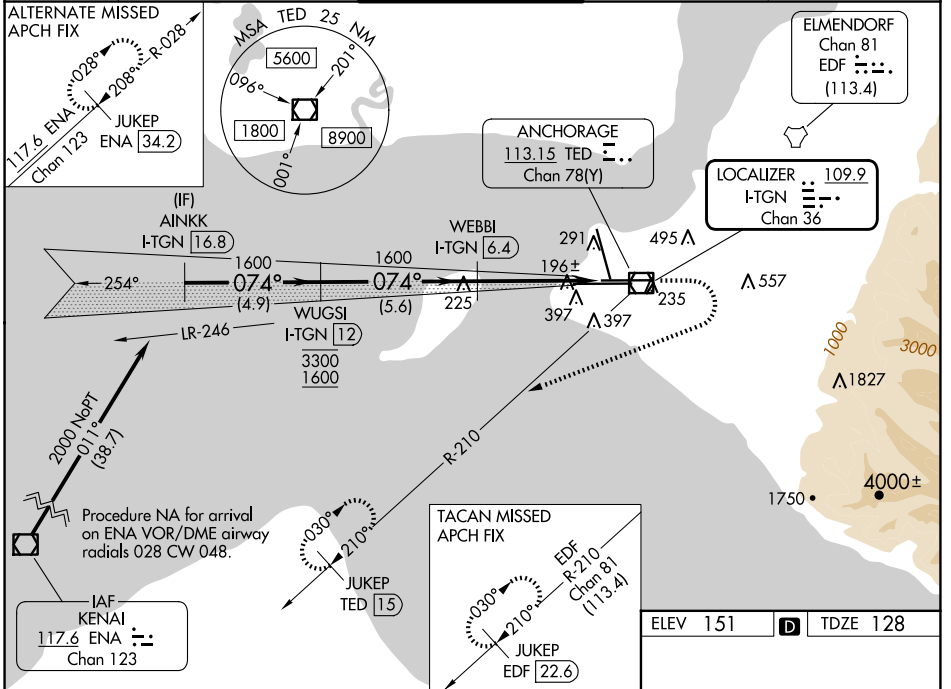 ALTERNATE MISSED
APCH FIX
028°
208°
R-028
117.6 ENA
Chan 123
JUKEP
ENA 34.2
MSA TED 25 NM
5600
096°
201°
1800
8900
001°
ELMENDORF
Chan 81
EDF
(113.4)
ANCHORAGE
113.15 TED
Chan 78(Y)
LOCALIZER 109.9
I-TGN
Chan 36
(IF)
AINKK
I-TGN 16.8
WEBBI
I-TGN 6.4
291
495
254°
1600
074°
(4.9)
1600
074°
(5.6)
225
196±
397
397
235
557
LR-246
WUGSI
I-TGN 12
3300
1600
1000
3000
1827
2000 NoPT
011°
(38.7)
R-210
1750
4000±
Procedure NA for arrival
on ENA VOR/DME airway
radials 028 CW 048.
030°
210°
JUKEP
TED 15
TACAN MISSED
APCH FIX
EDF
R-210
Chan 81
(113.4)
030°
210°
JUKEP
EDF 22.6
IAF
KENAI
117.6 ENA
Chan 123
ELEV 151 D TDZE 128